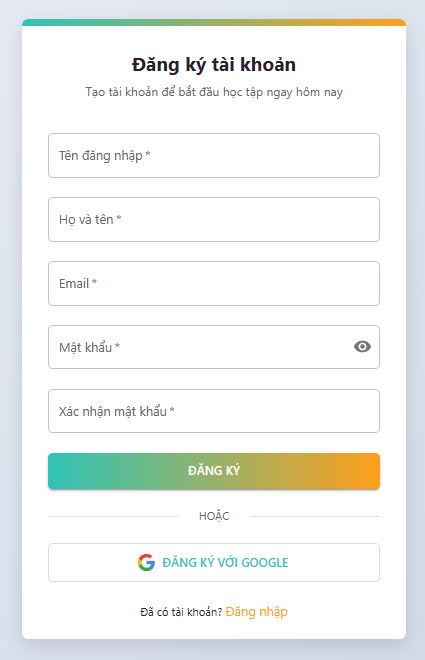 Đăng ký tài khoản
Tạo tài khoản để bắt đầu học tập ngay hôm nay
Tên đăng nhập *
Họ và tên *
Email *
Mật khẩu *
Xác nhận mật khẩu *
ĐĂNG KÝ
HOẶC
ĐĂNG KÝ VỚI GOOGLE
Đã có tài khoản? Đăng nhập